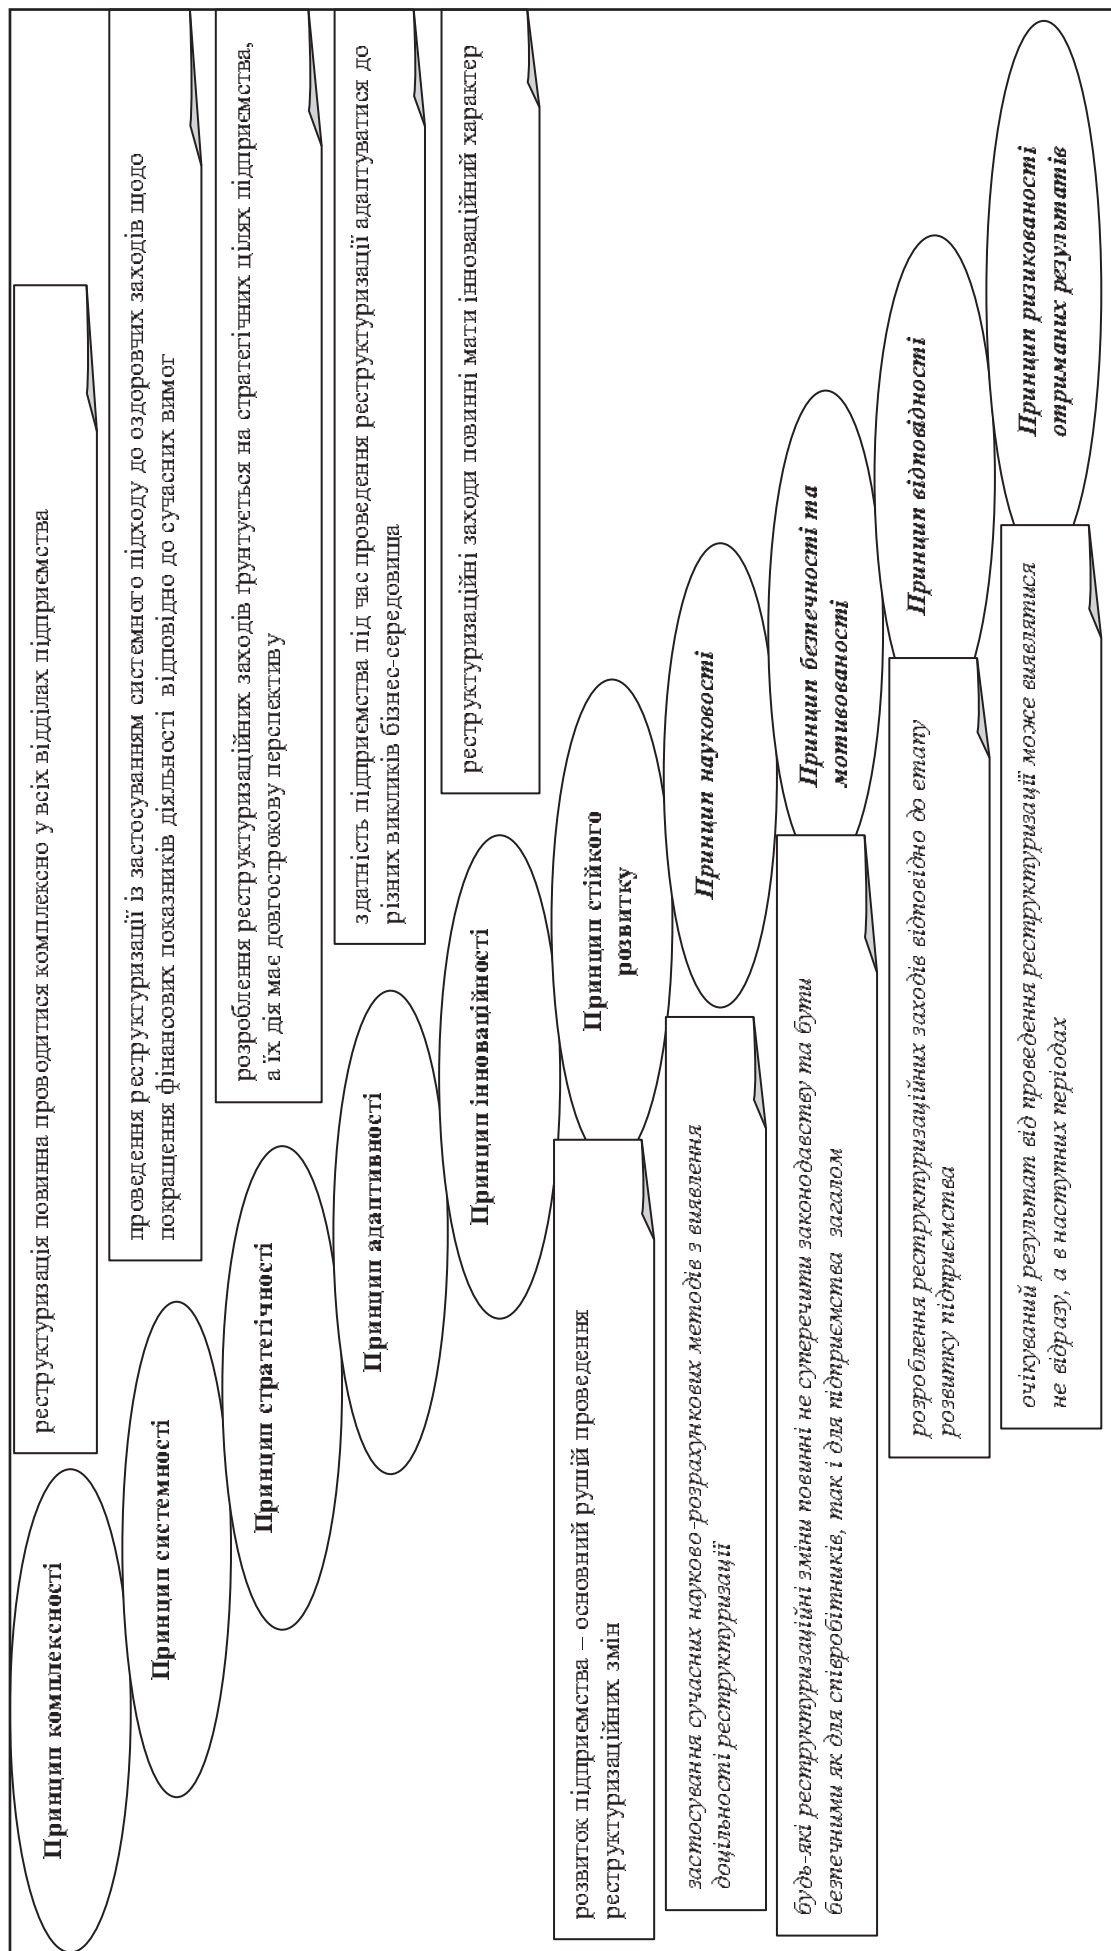 Принцип комплексності
реструктуризація повинна проводитися комплексно у всіх відділах підприємства
Принцип системності
проведення реструктуризації із застосуванням системного підходу до оздоровчих заходів щодо
покращення фінансових показників діяльності відповідно до сучасних вимог
Принцип стратегічності
розроблення реструктуризаційних заходів ґрунтується на стратегічних цілях підприємства,
а їх дія має довгострокову перспективу
Принцип адаптивності
здатність підприємства під час проведення реструктуризації адаптуватися до
різних викликів бізнес-середовища
Принцип інноваційності
реструктуризаційні заходи повинні мати інноваційний характер
Принцип стійкого
розвитку
розвиток підприємства – основний рушій проведення
реструктуризаційних змін
Принцип науковості
застосування сучасних науково-розрахункових методів з виявлення
доцільності реструктуризації
Принцип безпечності та
мотивованості
будь-які реструктуризаційні зміни повинні не суперечити законодавству та бути
безпечними як для співробітників, так і для підприємства загалом
Принцип відповідності
розроблення реструктуризаційних заходів відповідно до етапу
розвитку підприємства
Принцип ризикованості
отриманих результатів
очікуваний результат від проведення реструктуризації може виявлятися
не відразу, а в наступних періодах